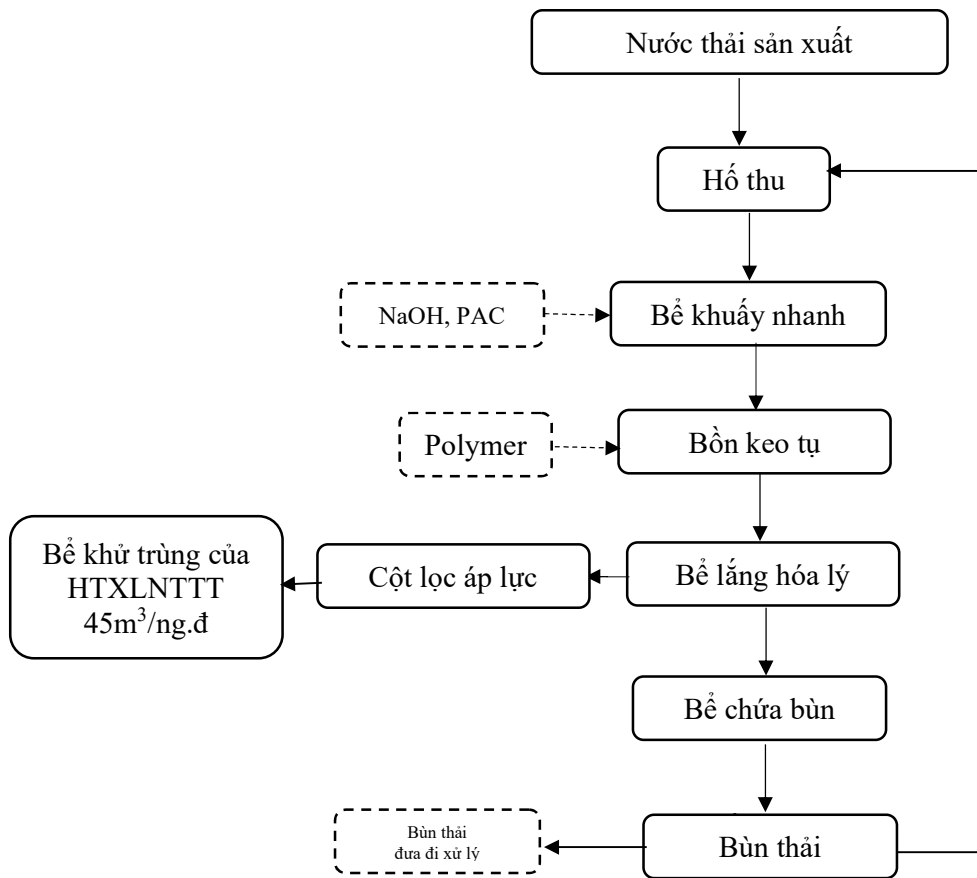 Nước thải sản xuất
Hố thu
NaOH, PAC
Bể khuấy nhanh
Polymer
Bồn keo tụ
Bể khử trùng của
HTXLNTTT
45m³/ng.đ
Cột lọc áp lực
Bể lắng hóa lý
Bể chứa bùn
Bùn thải
đưa đi xử lý
Bùn thải